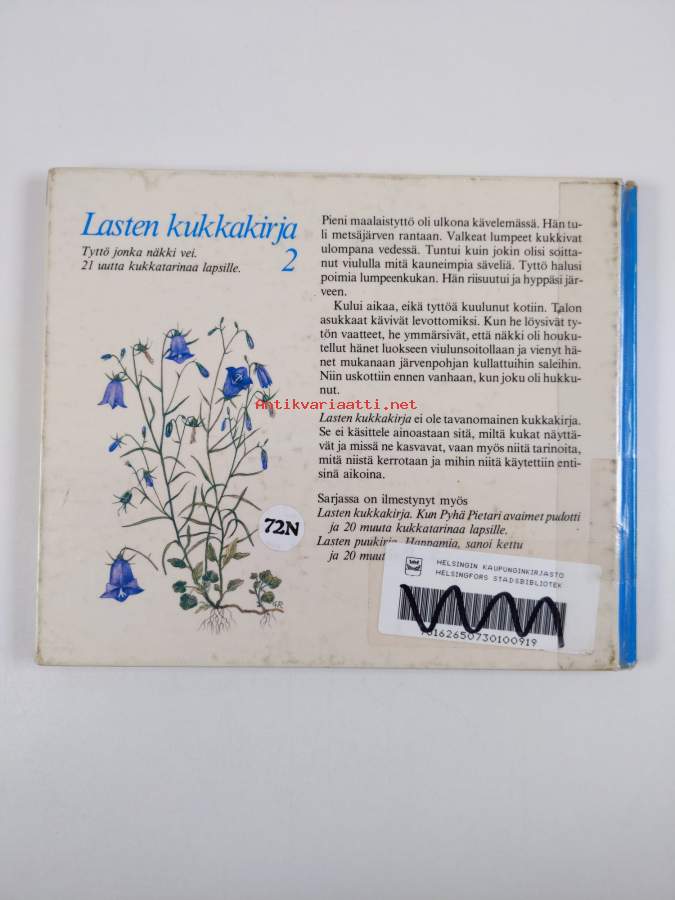 Lasten kukkakirja
2
Tyttö jonka näkki vei.
21 uutta kukkatarinaa lapsille.
Pieni maalaistyttö oli ulkona kävelemässä. Hän tu-
li metsäjärven rantaan. Valkeat lumpeet kukkivat
ulompana vedessä. Tuntui kuin jokin olisi soitta-
nut viululla mitä kauneimpia säveliä. Tyttö halusi
poimia lumpeenkukan. Hän riisuutui ja hyppäsi jär-
veen.
Kului aikaa, eikä tyttöä kuulunut kotiin. Talon
asukkaat kävivät levottomiksi. Kun he löysivät ty-
tön vaatteet, he ymmärsivät, että näkki oli houku-
tellut hänet luokseen viulunsoitollaan ja vienyt hä-
net mukanaan järvenpohjan kullattuihin saleihin.
Niin uskottiin ennen vanhaan, kun joku oli hukku-
nut.
Antikvariaatti.net
Lasten kukkakirja ei ole tavanomainen kukkakirja.
Se ei käsittele ainoastaan sitä, miltä kukat näyttä-
vät ja missä ne kasvavat, vaan myös niitä tarinoita,
mitä niistä kerrotaan ja mihin niitä käytettiin enti-
sinä aikoina.
Sarjassa on ilmestynyt myös
Lasten kukkakirja. Kun Pyhä Pietari avaimet pudotti
ja 20 muuta kukkatarinaa lapsille.
Lasten puukirja. Happamia, sanoi kettu
ja 20 muut
72N
HELSINGIN KAUPUNGINKIRJASTO
HELSINGFORS STADSBIBLIOTEK